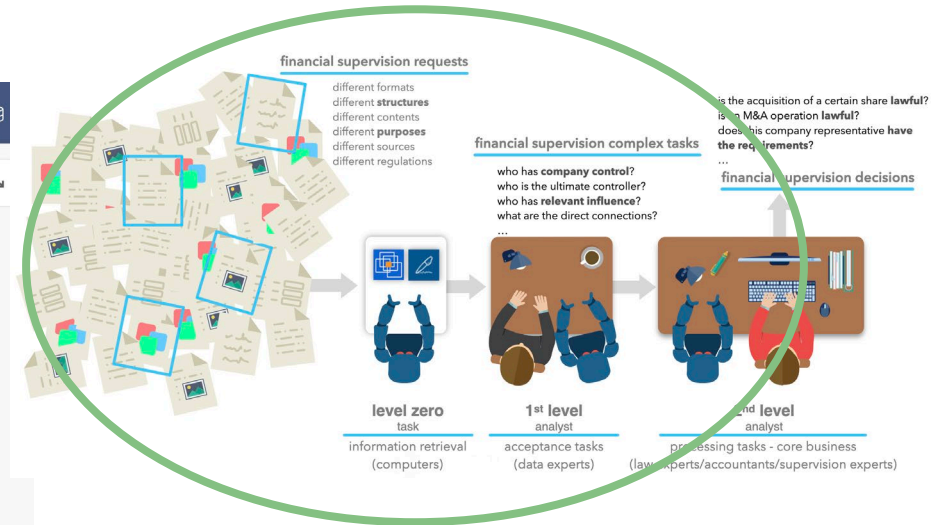 financial supervision requests
different formats
different structures
different contents
different purposes
different sources
different regulations
financial supervision complex tasks
who has company control?
who is the ultimate controller?
who has relevant influence?
what are the direct connections?
...
is the acquisition of a certain share lawful?
is an M&A operation lawful?
does this company representative have
the requirements?
...
financial supervision decisions
level zero
task
information retrieval
(computers)
1st level
analyst
acceptance tasks
(data experts)
2nd level
analyst
processing tasks - core business
(law experts/accountants/supervision experts)